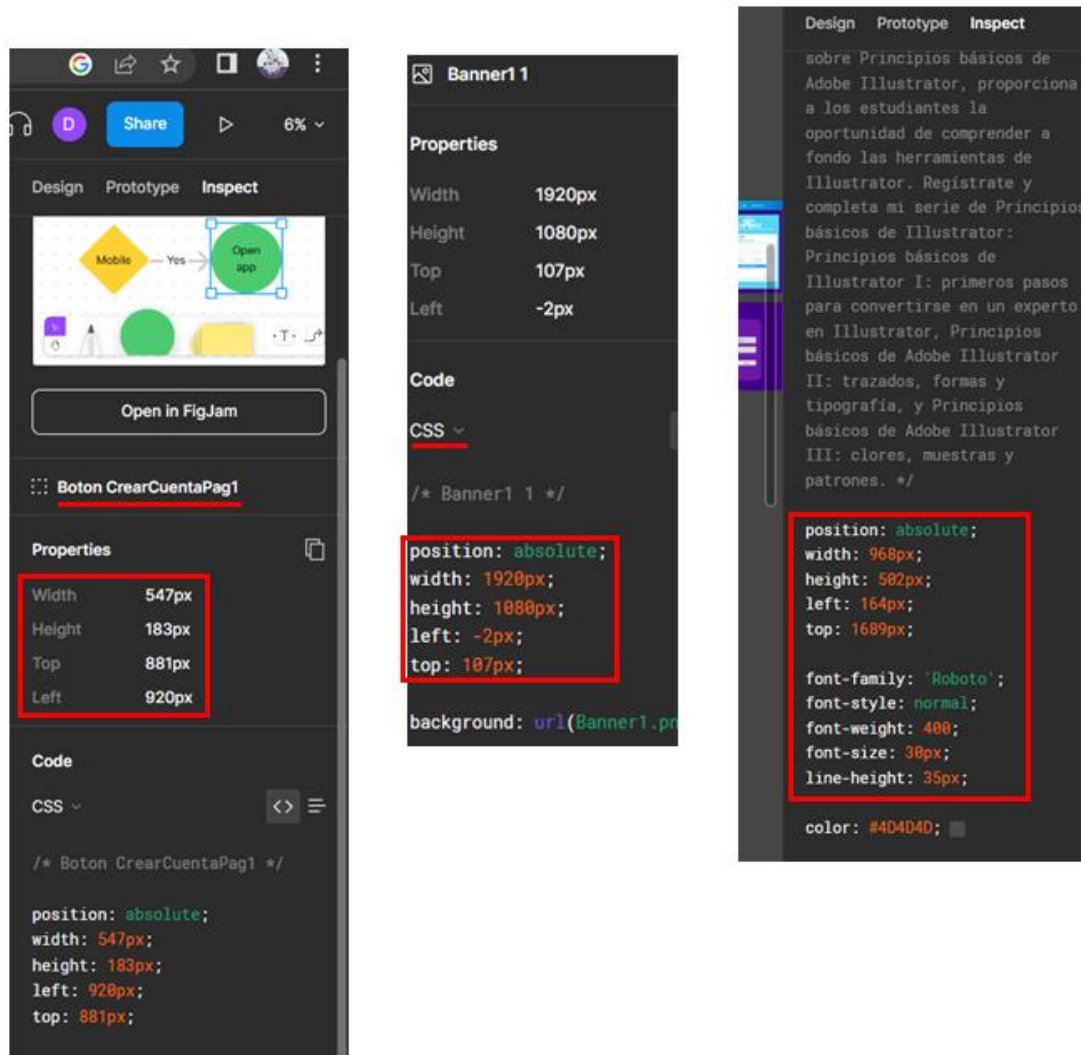 D
Share
6%
Design Prototype Inspect
Mobile
Yes
Open
app
T
Open in FigJam
Boton CrearCuentaPag1
Properties
Width 547px
Height 183px
Top 881px
Left 920px
Code
CSS
<>
/* Boton CrearCuentaPag1 */
position: absolute;
width: 547px;
height: 183px;
left: 920px;
top: 881px;
Banner1 1
Properties
Width 1920px
Height 1080px
Top 107px
Left -2px
Code
CSS
/* Banner1 1 */
position: absolute;
width: 1920px;
height: 1080px;
left: -2px;
top: 107px;
background: url(Banner1.pn
Design Prototype Inspect
sobre Principios básicos de
Adobe Illustrator, proporciona
a los estudiantes la
oportunidad de comprender a
fondo las herramientas de
Illustrator. Regístrate y
completa mi serie de Principios
básicos de Illustrator:
Principios básicos de
Illustrator I: primeros pasos
para convertirse en un experto
en Illustrator, Principios
básicos de Adobe Illustrator
II: trazados, formas y
tipografía, y Principios
básicos de Adobe Illustrator
III: clores, muestras y
patrones. */
position: absolute;
width: 968px;
height: 502px;
left: 164px;
top: 1689px;
font-family: 'Roboto';
font-style: normal;
font-weight: 400;
font-size: 30px;
line-height: 35px;
color: #4D4D4D;